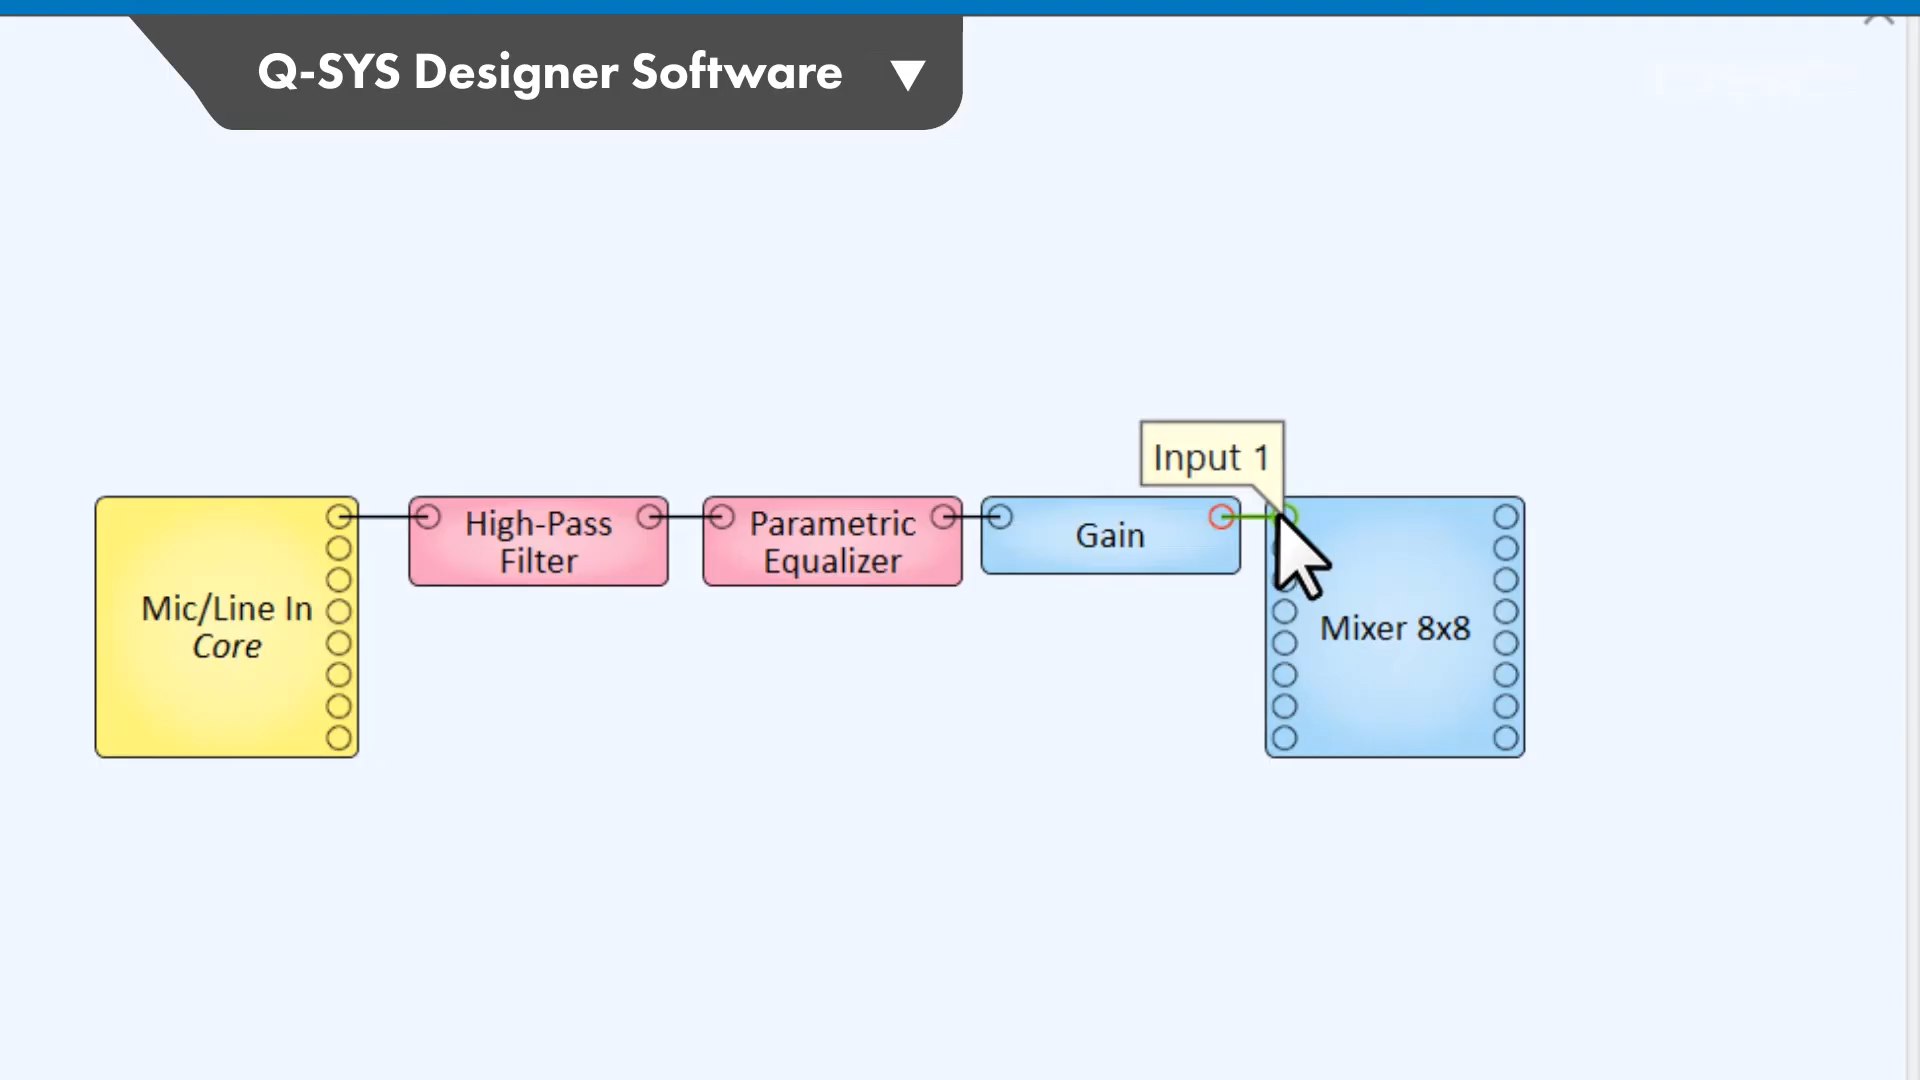 Q-SYS Designer Software
Input 1
High-Pass
Filter
Parametric
Equalizer
Gain
Mic/Line In
Core
Mixer 8x8